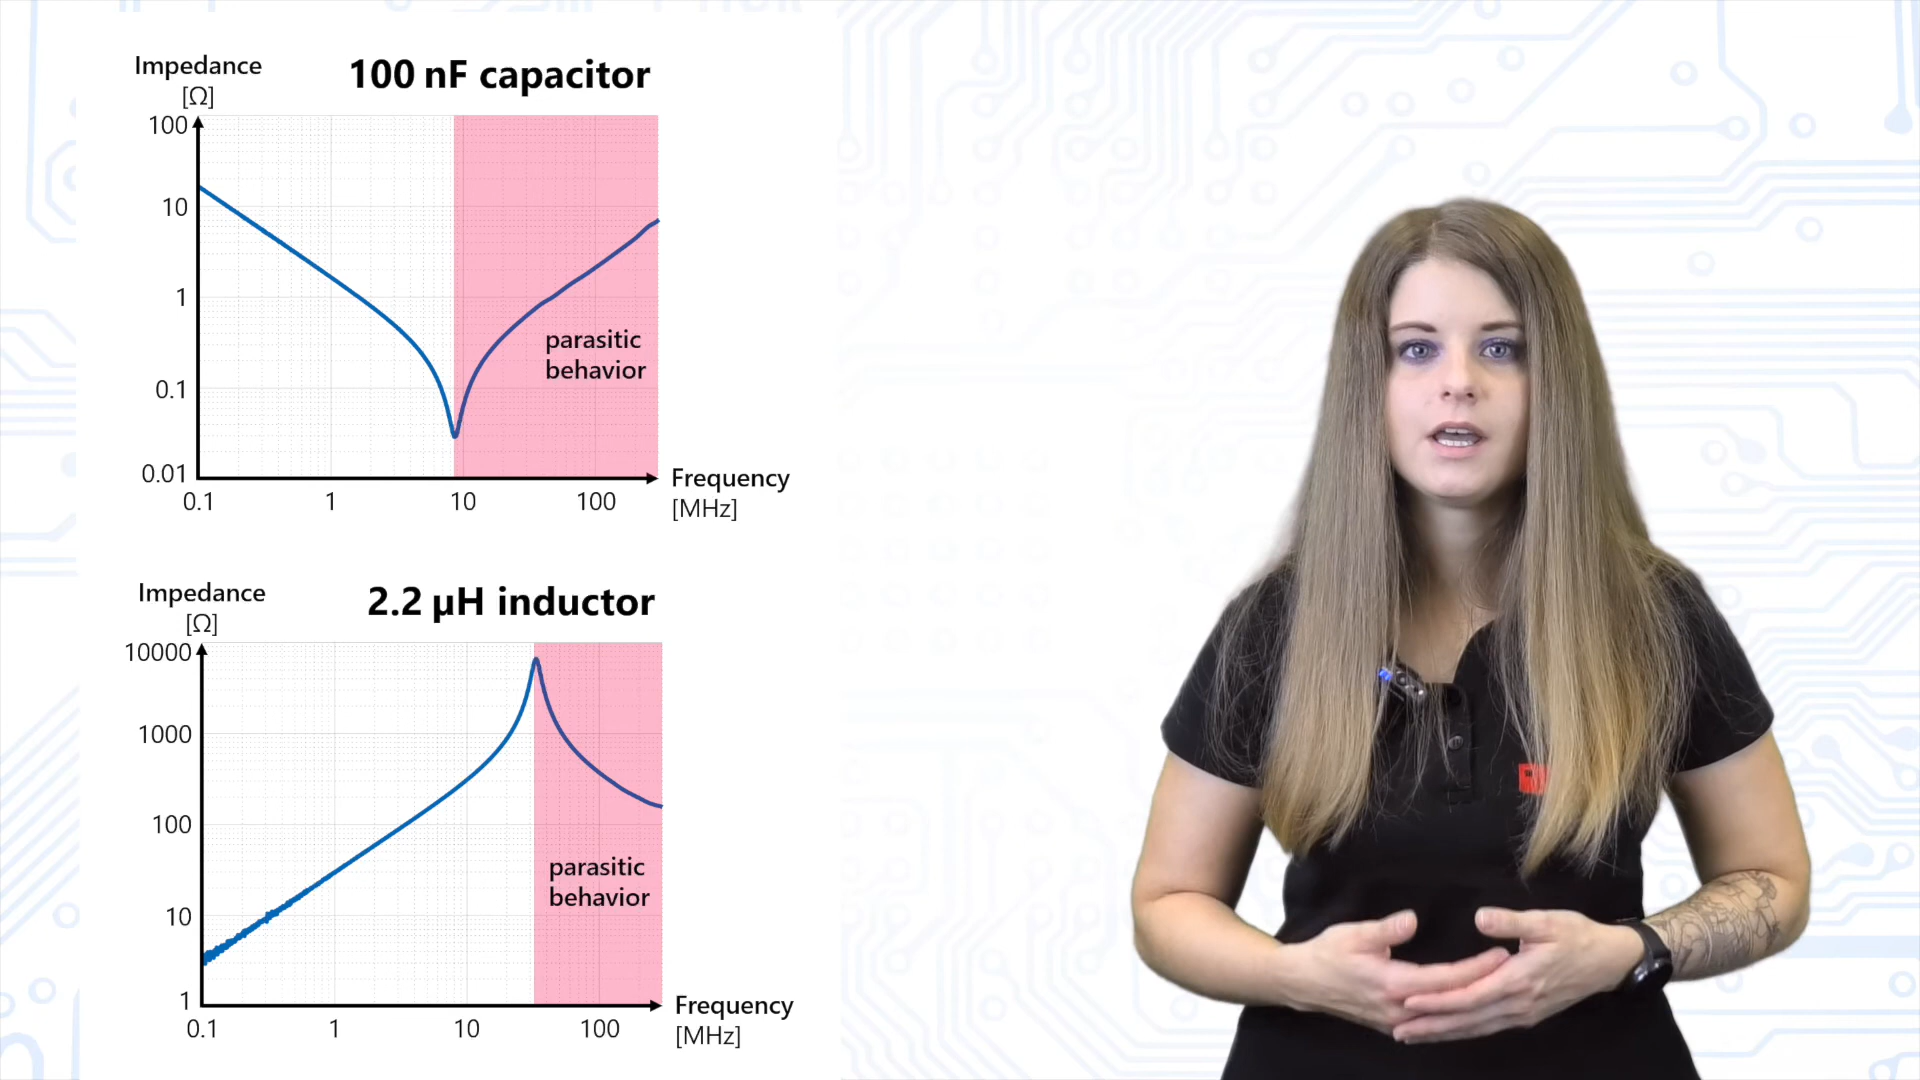 Impedance
[Ω]
100 nF capacitor
100
10
1
0.1
0.01
parasitic
behavior
0.1
1
10
100
Frequency
[MHz]
Impedance
[Ω]
2.2 µH inductor
10000
1000
100
10
1
parasitic
behavior
0.1
1
10
100
Frequency
[MHz]